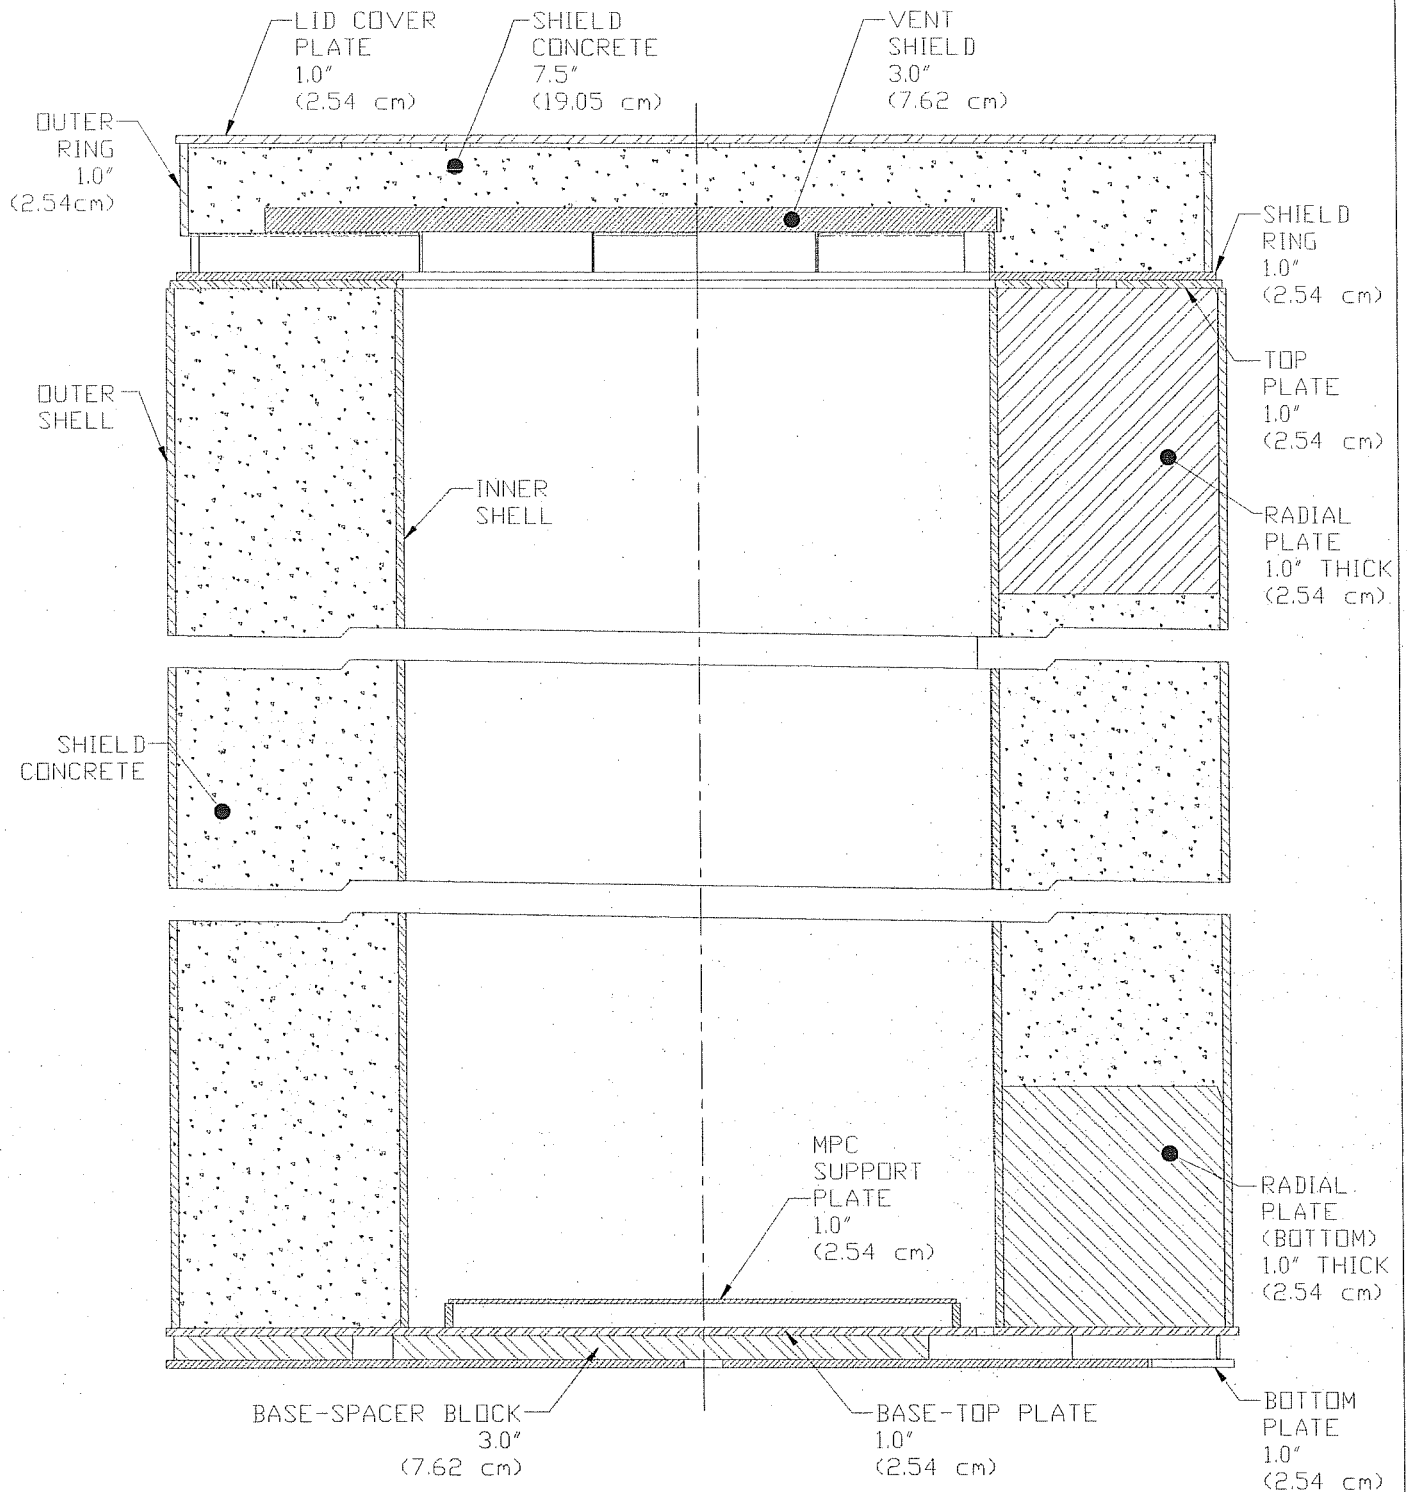 LID COVER
PLATE
1.0"
(2.54 cm)
SHIELD
CONCRETE
7.5"
(19.05 cm)
VENT
SHIELD
3.0"
(7.62 cm)
OUTER
RING
1.0"
(2.54cm)
SHIELD
RING
1.0"
(2.54 cm)
TOP
PLATE
1.0"
(2.54 cm)
OUTER
SHELL
INNER
SHELL
RADIAL
PLATE
1.0" THICK
(2.54 cm)
SHIELD
CONCRETE
MPC
SUPPORT
PLATE
1.0"
(2.54 cm)
RADIAL
PLATE
(BOTTOM)
1.0" THICK
(2.54 cm)
BASE-SPACER BLOCK
3.0"
(7.62 cm)
BASE-TOP PLATE
1.0"
(2.54 cm)
BOTTOM
PLATE
1.0"
(2.54 cm)